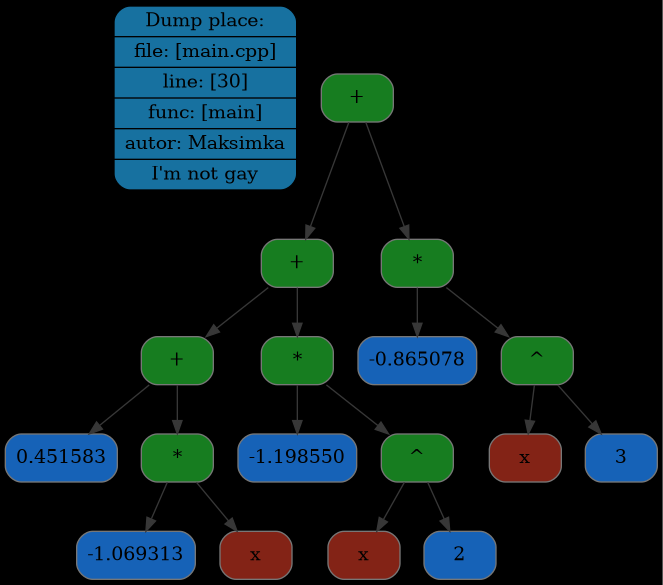 Dump place:
file: [main.cpp]
line: [30]
func: [main]
autor: Maksimka
I'm not gay
+
+
*
+
*
-0.865078
^
0.451583
*
-1.198550
^
x
3
-1.069313
x
x
2